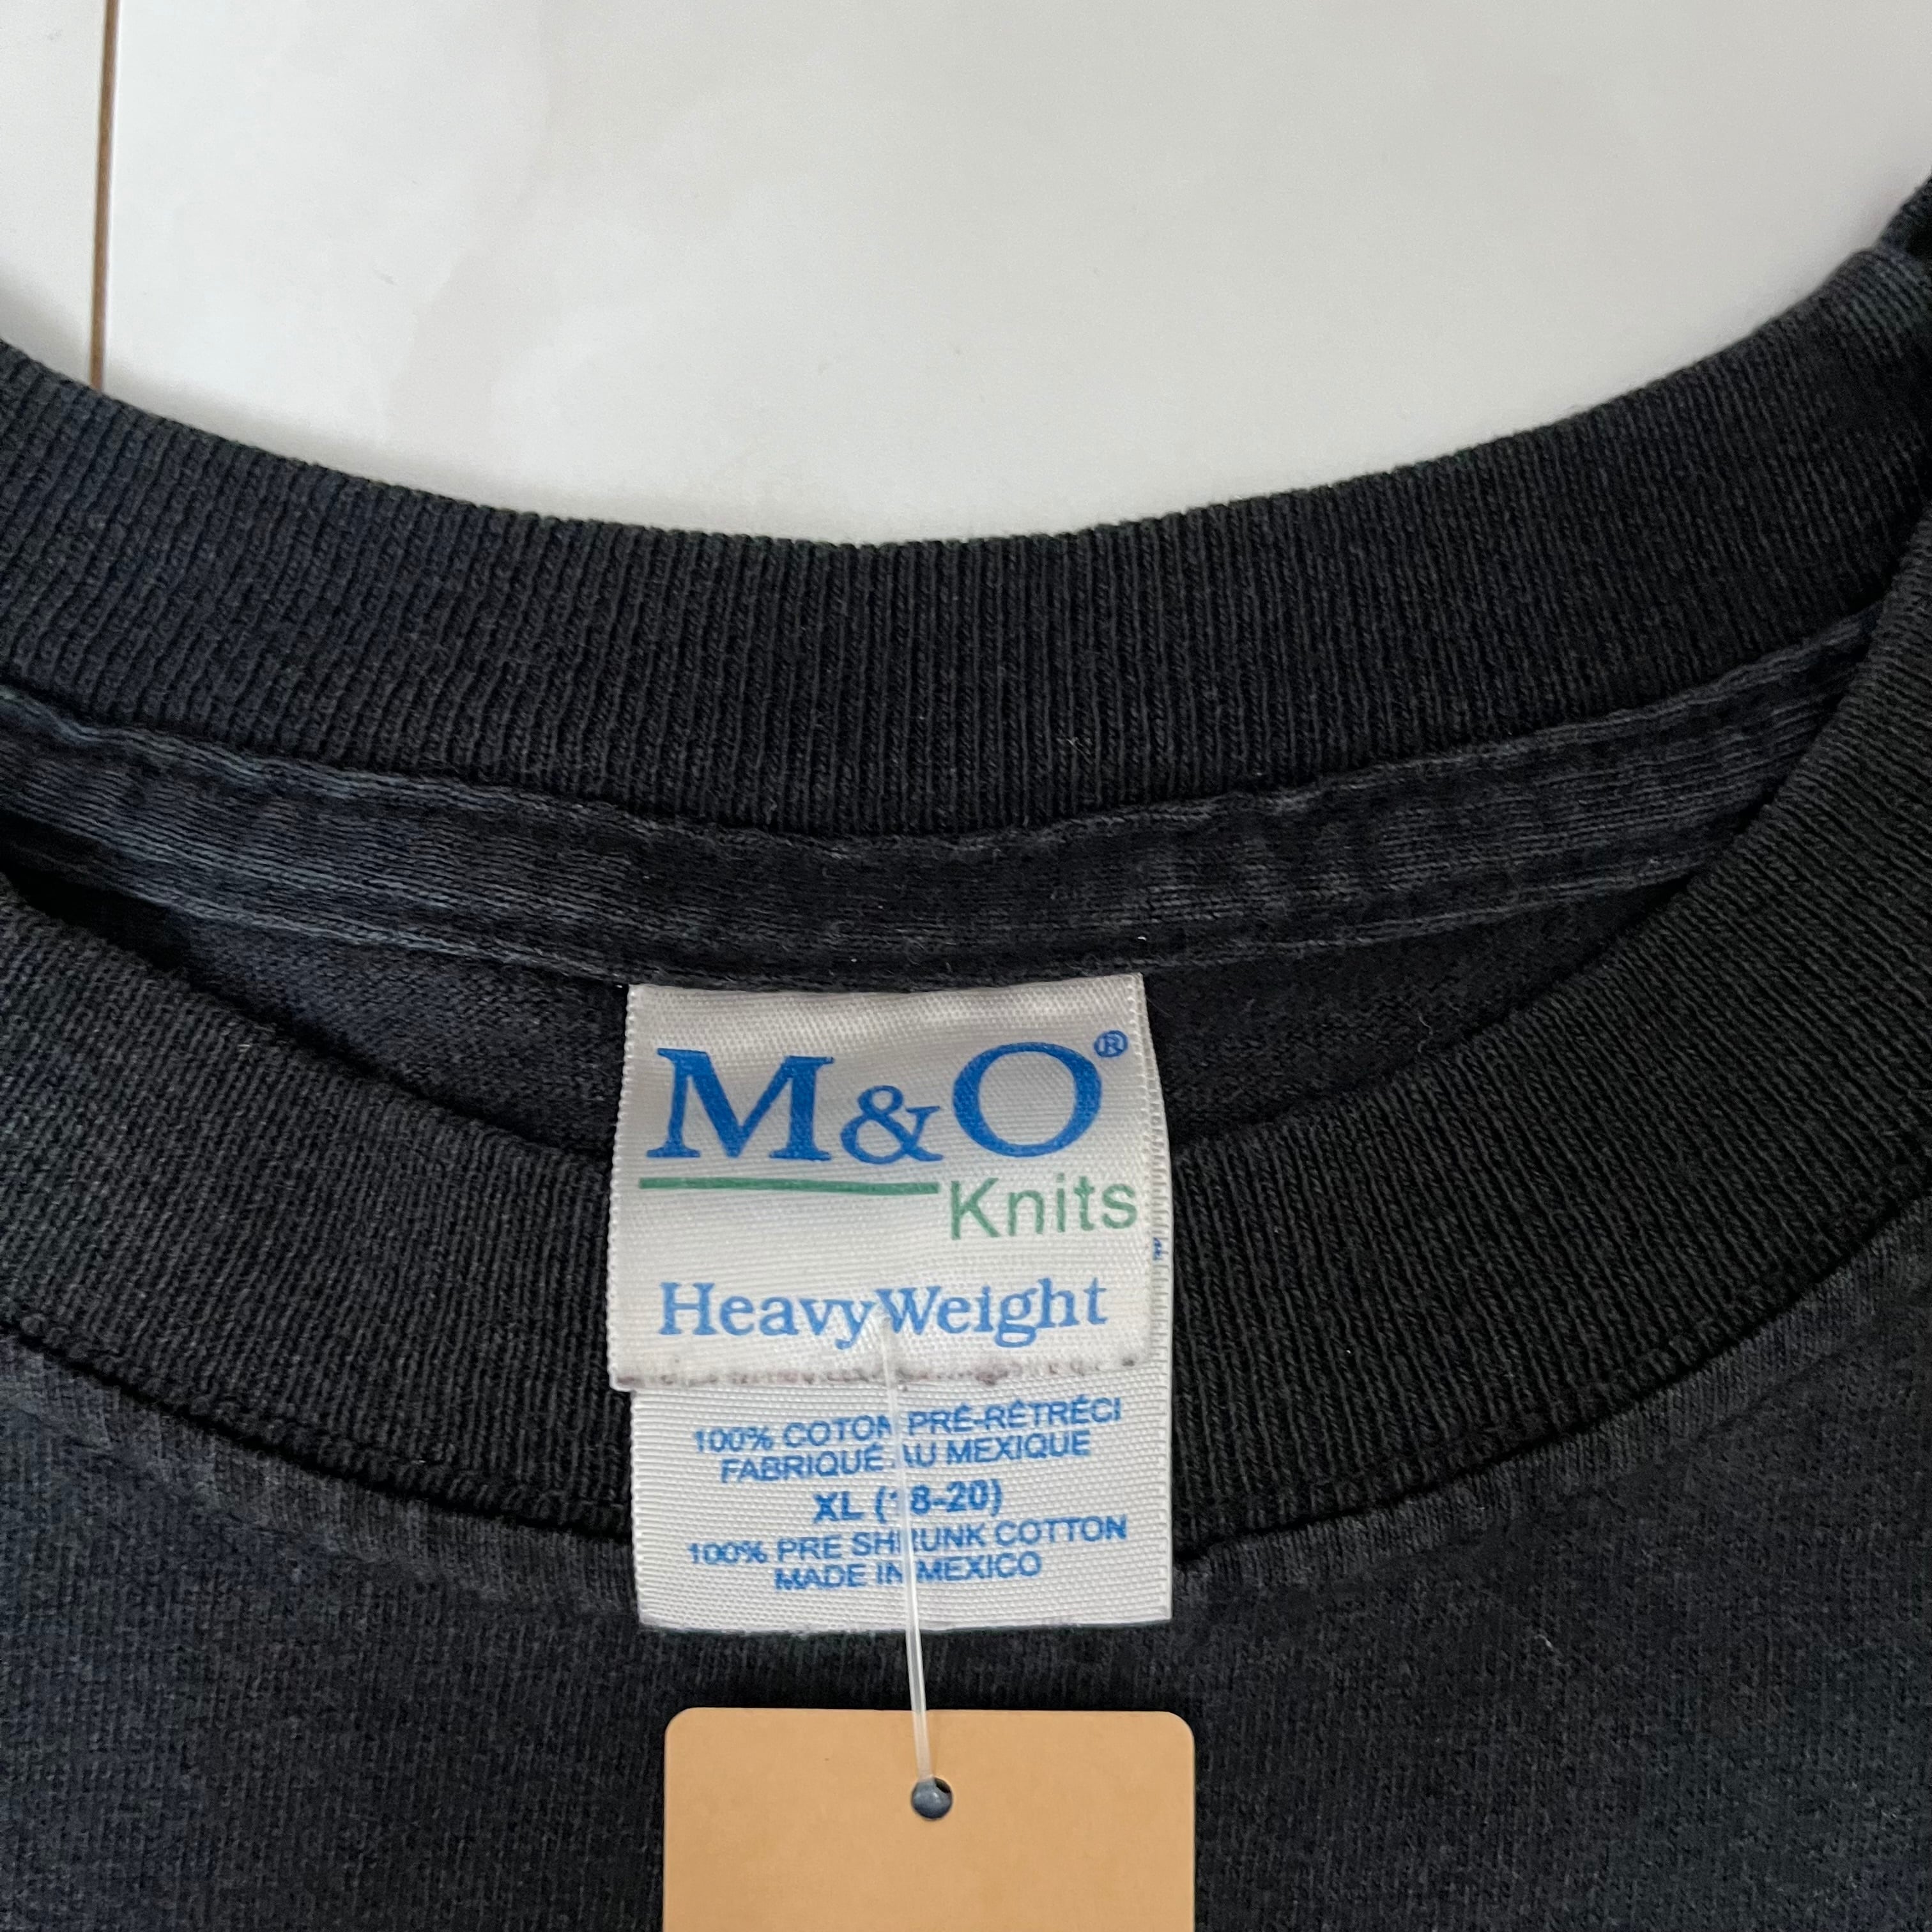 M&O®
Knits
HeavyWeight
100% COTON PRÉ-RÉTRÉCI
FABRIQUÉ AU MEXIQUE
XL (18-20)
100% PRE SHRUNK COTTON
MADE IN MEXICO